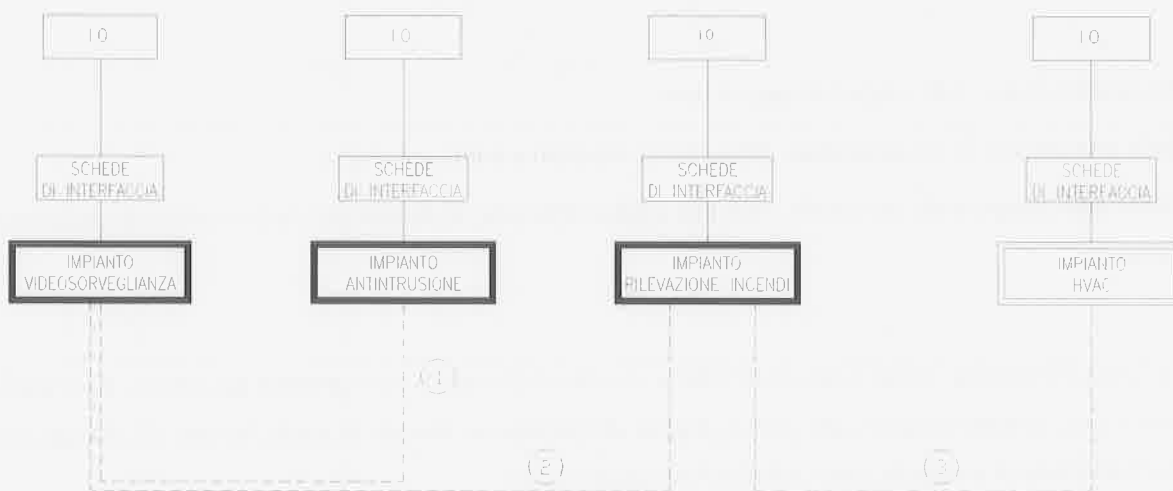 IO
IO
IO
IO
SCHEDE
DI INTERFACCIA
SCHEDE
DI INTERFACCIA
SCHEDE
DI INTERFACCIA
SCHEDE
DI INTERFACCIA
IMPIANTO
VIDEOSORVEGLIANZA
IMPIANTO
ANTINTRUSIONE
IMPIANTO
RILEVAZIONE INCENDI
IMPIANTO
HVAC
1
2
3